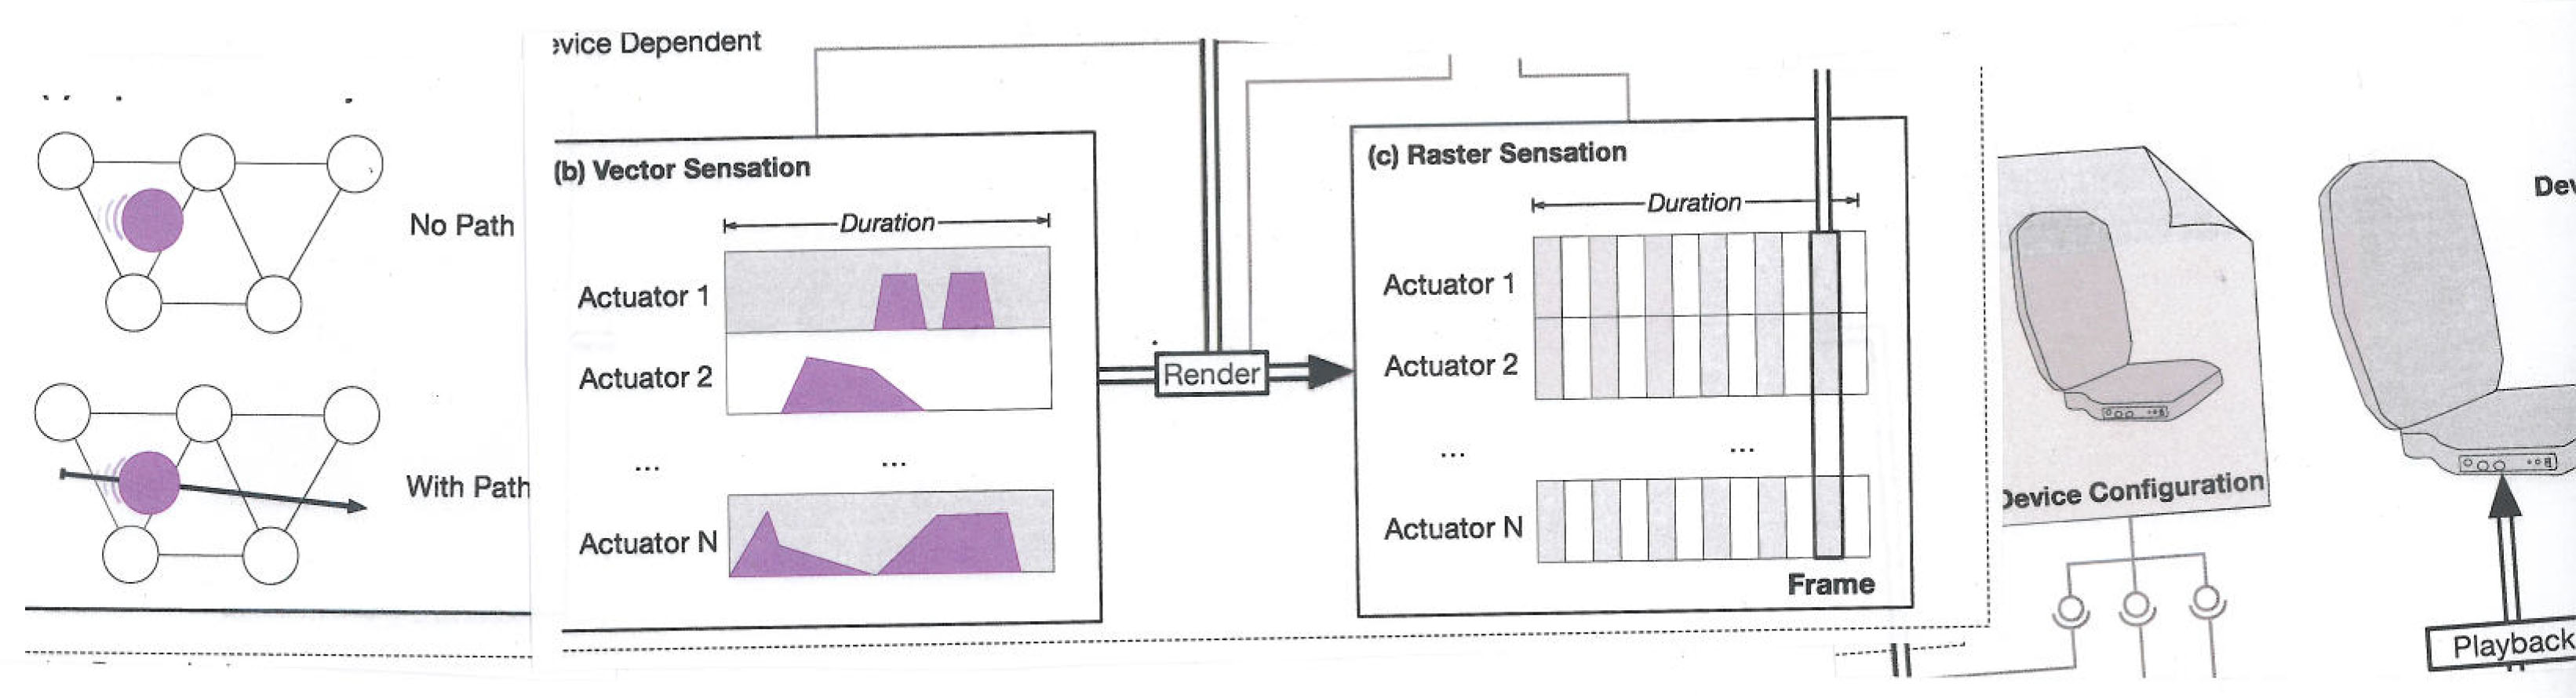 evice Dependent
No Path
With Path
(b) Vector Sensation
Duration
Actuator 1
Actuator 2
...
...
Actuator N
Render
(c) Raster Sensation
Duration
Actuator 1
Actuator 2
...
...
Actuator N
Frame
Device Configuration
Dev
Playback